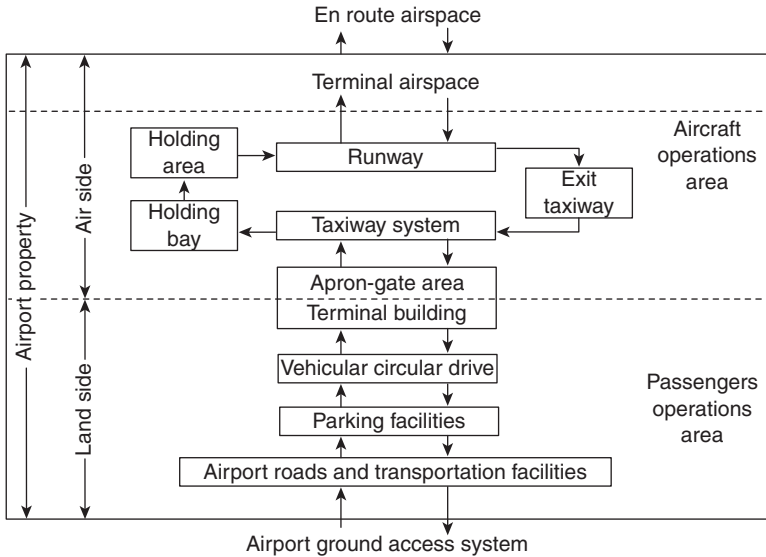 En route airspace
Terminal airspace
Holding
area
Runway
Aircraft
operations
area
Exit
taxiway
Holding
bay
Taxiway system
Air side
Airport property
Apron-gate area
Terminal building
Vehicular circular drive
Land side
Passengers
operations
area
Parking facilities
Airport roads and transportation facilities
Airport ground access system